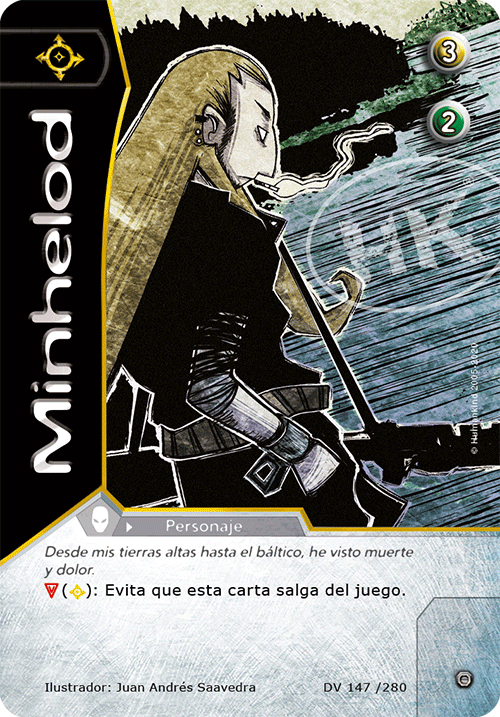 3
2
Minhelod
HK
© Humankind 2005-2020
Personaje
Desde mis tierras altas hasta el báltico, he visto muerte
y dolor.
( ): Evita que esta carta salga del juego.
Ilustrador: Juan Andrés Saavedra DV 147 /280